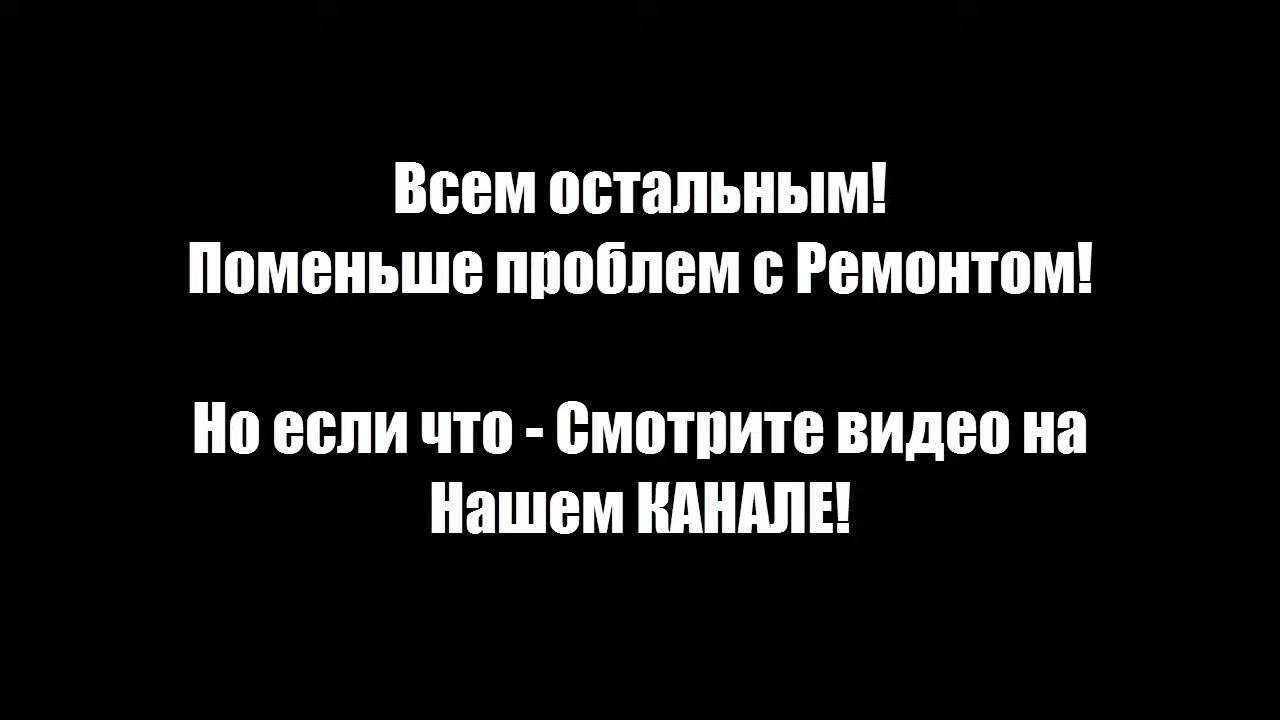 Всем остальным!
Поменьше проблем с Ремонтом!
Но если что - Смотрите видео на
Нашем КАНАЛЕ!